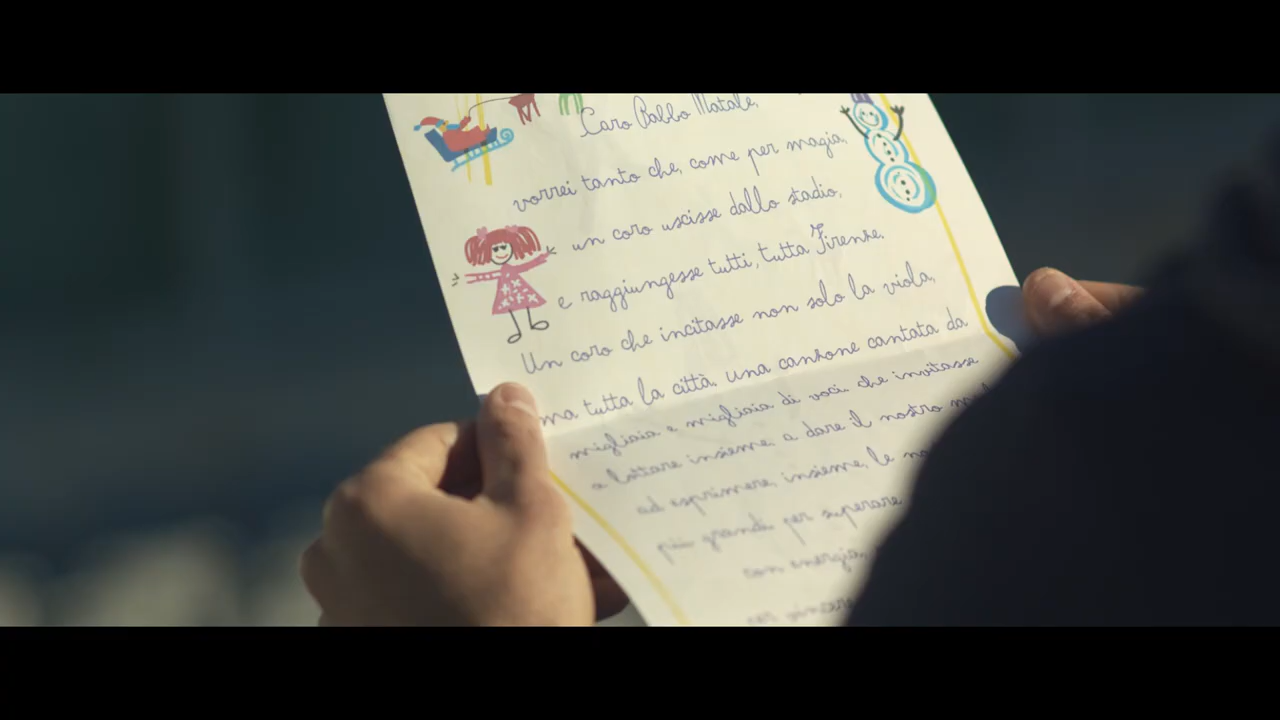 Caro Babbo Natale,
vorrei tanto che, come per magia,
un coro uscisse dallo stadio,
e raggiungesse tutti, tutta Firenze.
Un coro che incitasse non solo la viola,
ma tutta la città, una canzone cantata da
migliaia e migliaia di voci che invitasse
a lottare insieme, a dare il nostro
ad esprimere, insieme, le
più grandi per superare
con energia,